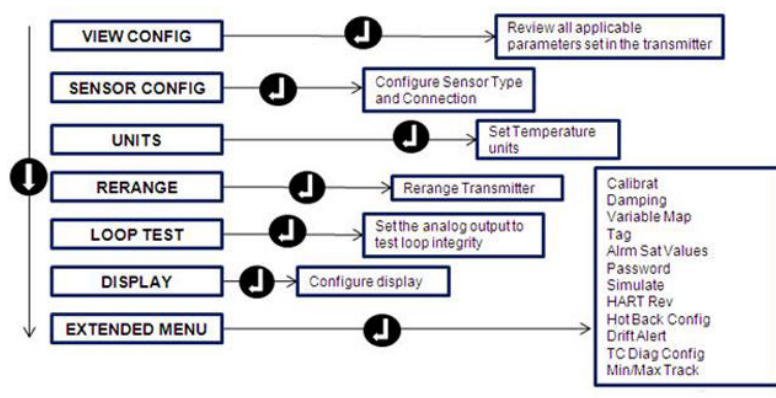 VIEW CONFIG
Review all applicable
parameters set in the transmitter
SENSOR CONFIG
Configure Sensor Type
and Connection
UNITS
Set Temperature
units
RERANGE
Rerange Transmitter
LOOP TEST
Set the analog output to
test loop integrity
DISPLAY
Configure display
EXTENDED MENU
Calibrat
Damping
Variable Map
Tag
Alrm Sat Values
Password
Simulate
HART Rev
Hot Back Config
Drift Alert
TC Diag Config
Min/Max Track